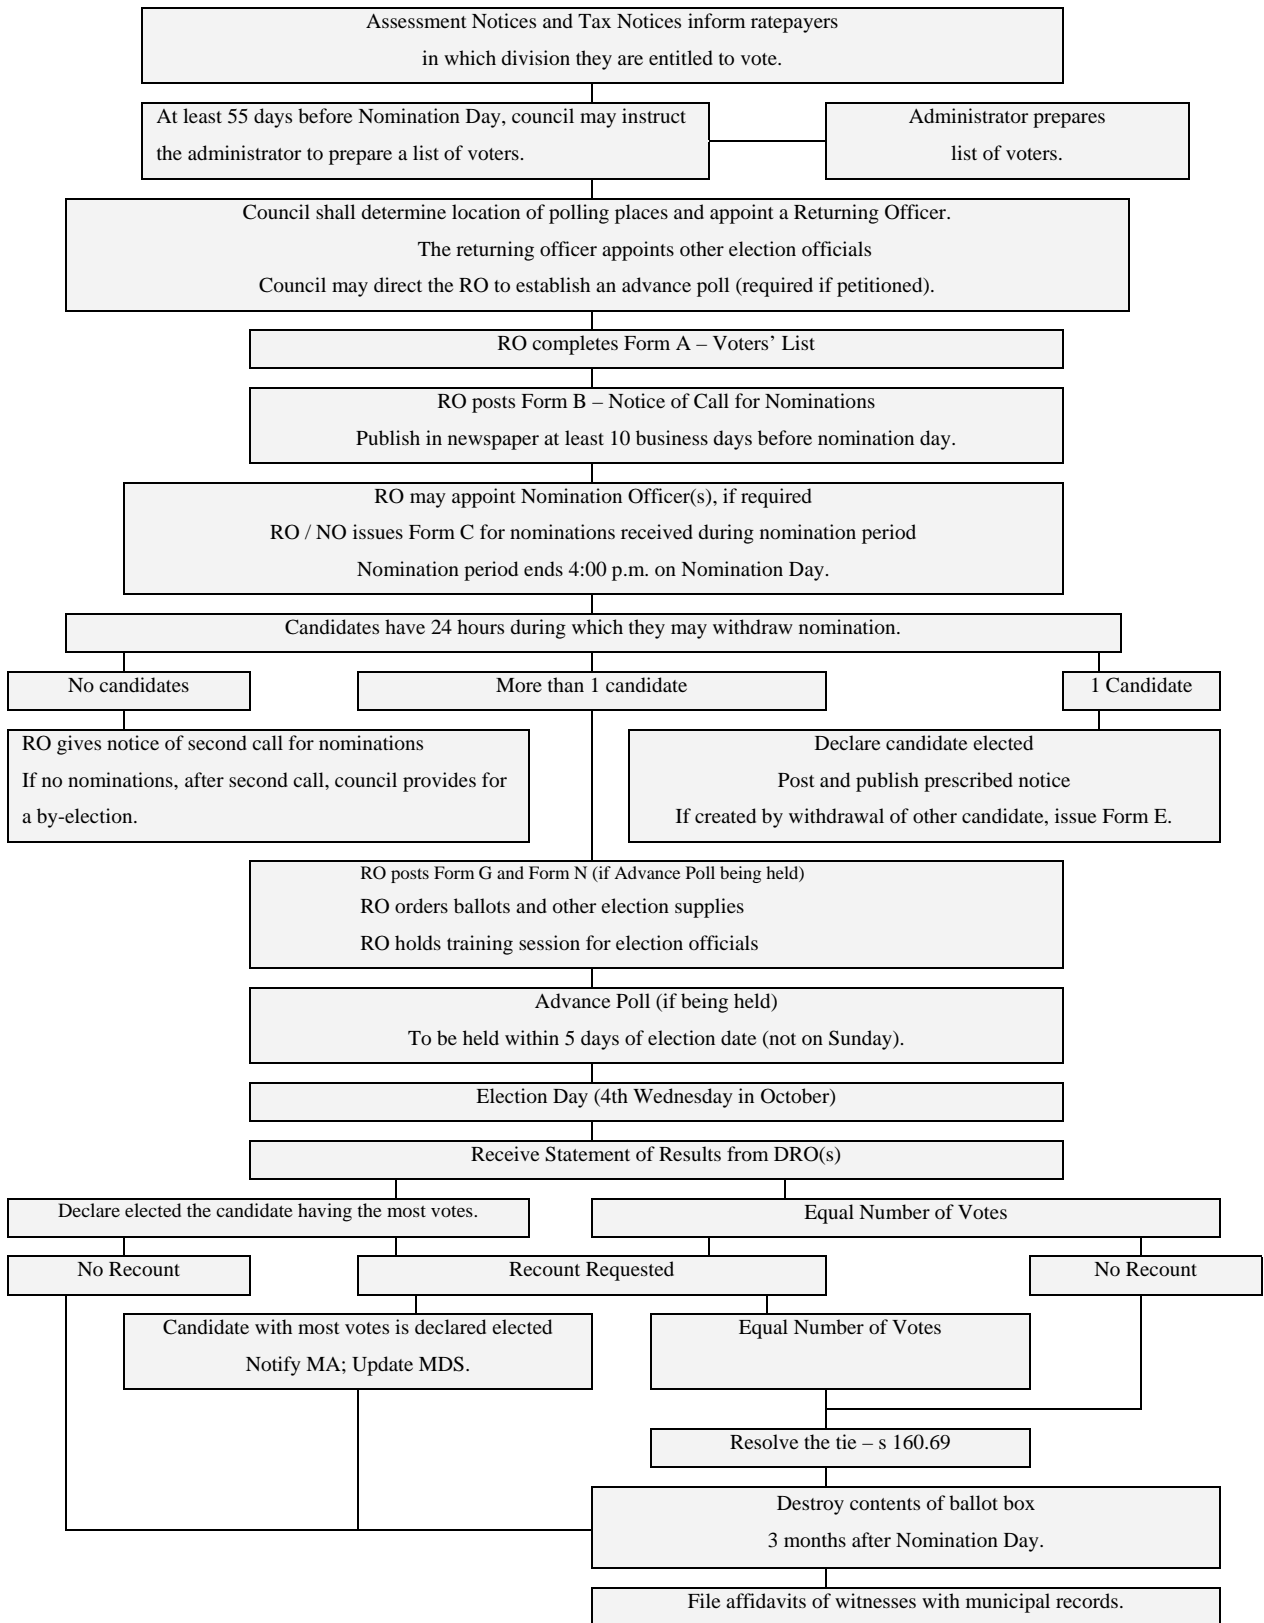 Assessment Notices and Tax Notices inform ratepayers
in which division they are entitled to vote.
At least 55 days before Nomination Day, council may instruct
the administrator to prepare a list of voters.
Administrator prepares
list of voters.
Council shall determine location of polling places and appoint a Returning Officer.
The returning officer appoints other election officials
Council may direct the RO to establish an advance poll (required if petitioned).
RO completes Form A – Voters’ List
RO posts Form B – Notice of Call for Nominations
Publish in newspaper at least 10 business days before nomination day.
RO may appoint Nomination Officer(s), if required
RO / NO issues Form C for nominations received during nomination period
Nomination period ends 4:00 p.m. on Nomination Day.
Candidates have 24 hours during which they may withdraw nomination.
No candidates
More than 1 candidate
1 Candidate
RO gives notice of second call for nominations
If no nominations, after second call, council provides for
a by-election.
Declare candidate elected
Post and publish prescribed notice
If created by withdrawal of other candidate, issue Form E.
RO posts Form G and Form N (if Advance Poll being held)
RO orders ballots and other election supplies
RO holds training session for election officials
Advance Poll (if being held)
To be held within 5 days of election date (not on Sunday).
Election Day (4th Wednesday in October)
Receive Statement of Results from DRO(s)
Declare elected the candidate having the most votes.
Equal Number of Votes
No Recount
Recount Requested
No Recount
Candidate with most votes is declared elected
Notify MA; Update MDS.
Equal Number of Votes
Resolve the tie – s 160.69
Destroy contents of ballot box
3 months after Nomination Day.
File affidavits of witnesses with municipal records.